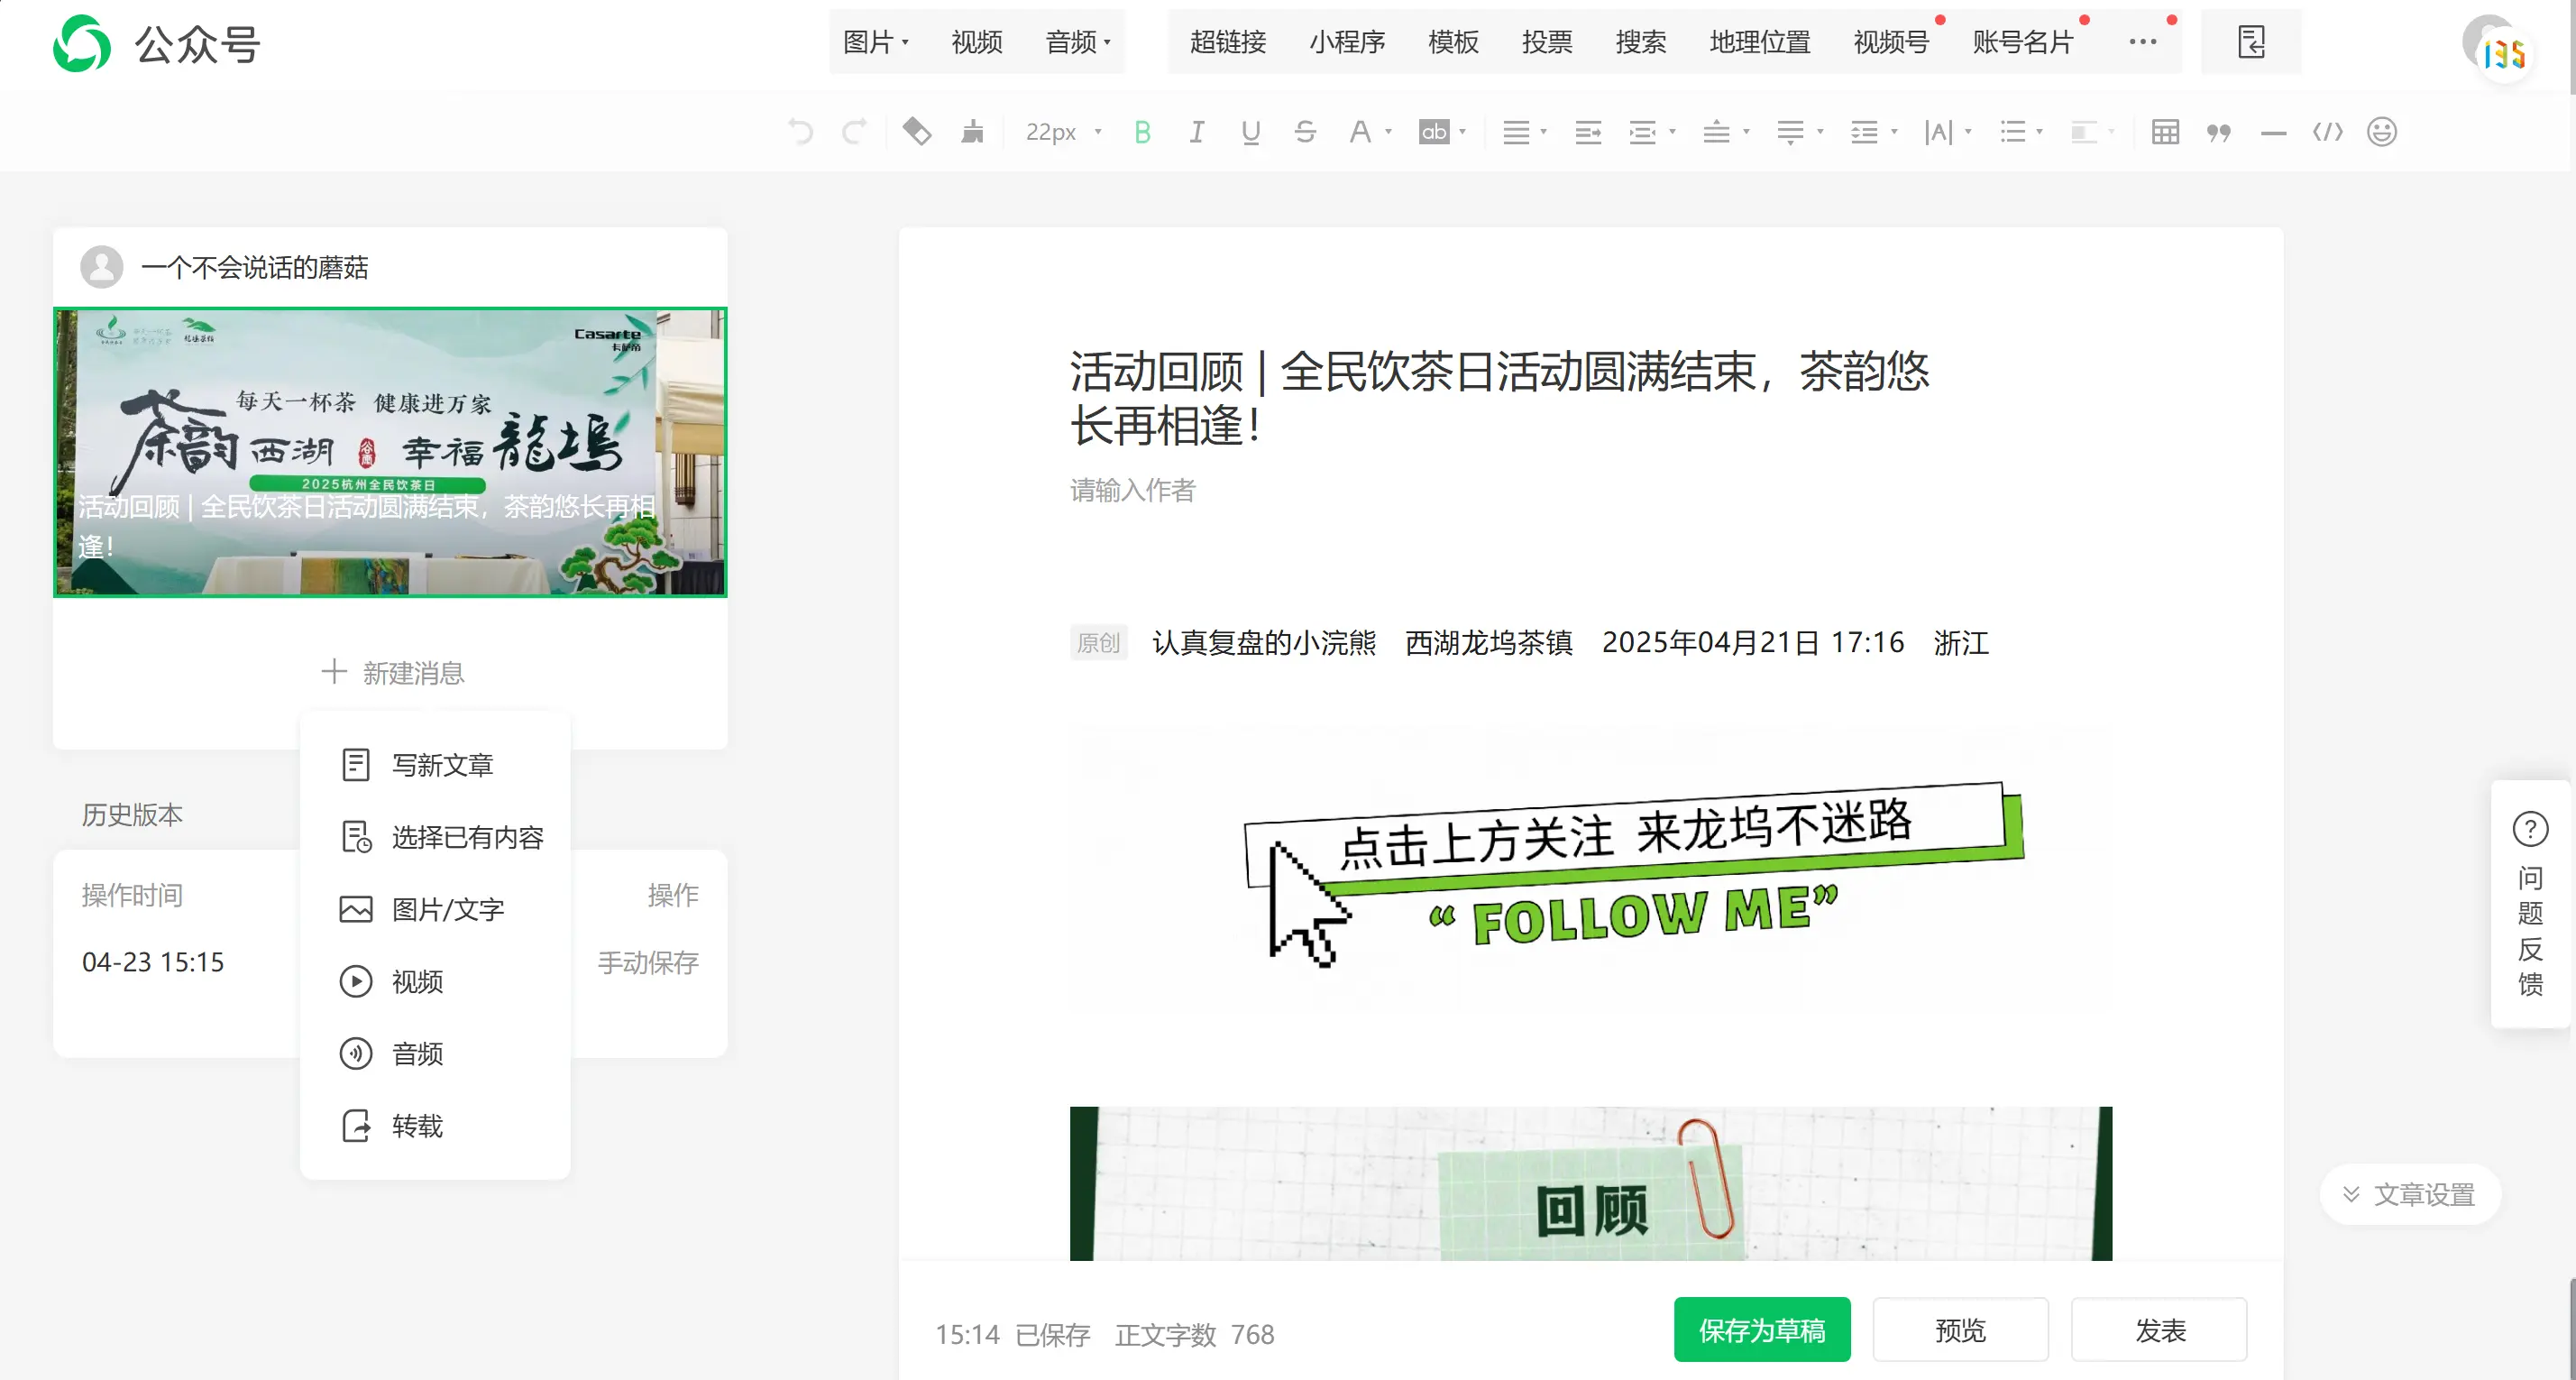 公众号
图片 视频 音频 超链接 小程序 模板 投票 搜索 地理位置 视频号 账号名片 ···
135
22px B I U S A ab A
一个不会说话的蘑菇
Casarte
卡萨帝
每天一杯茶 健康进万家
茶韵西湖 幸福龍塢
2025杭州全民饮茶日
活动回顾 | 全民饮茶日活动圆满结束，茶韵悠长再相
逢！
新建消息
写新文章
选择已有内容
图片/文字
视频
音频
转载
历史版本
操作时间 操作
04-23 15:15 手动保存
活动回顾 | 全民饮茶日活动圆满结束，茶韵悠
长再相逢！
请输入作者
原创 认真复盘的小浣熊 西湖龙坞茶镇 2025年04月21日 17:16 浙江
点击上方关注 来龙坞不迷路
“ FOLLOW ME”
回顾
15:14 已保存 正文字数 768
保存为草稿 预览 发表
问题反馈
文章设置